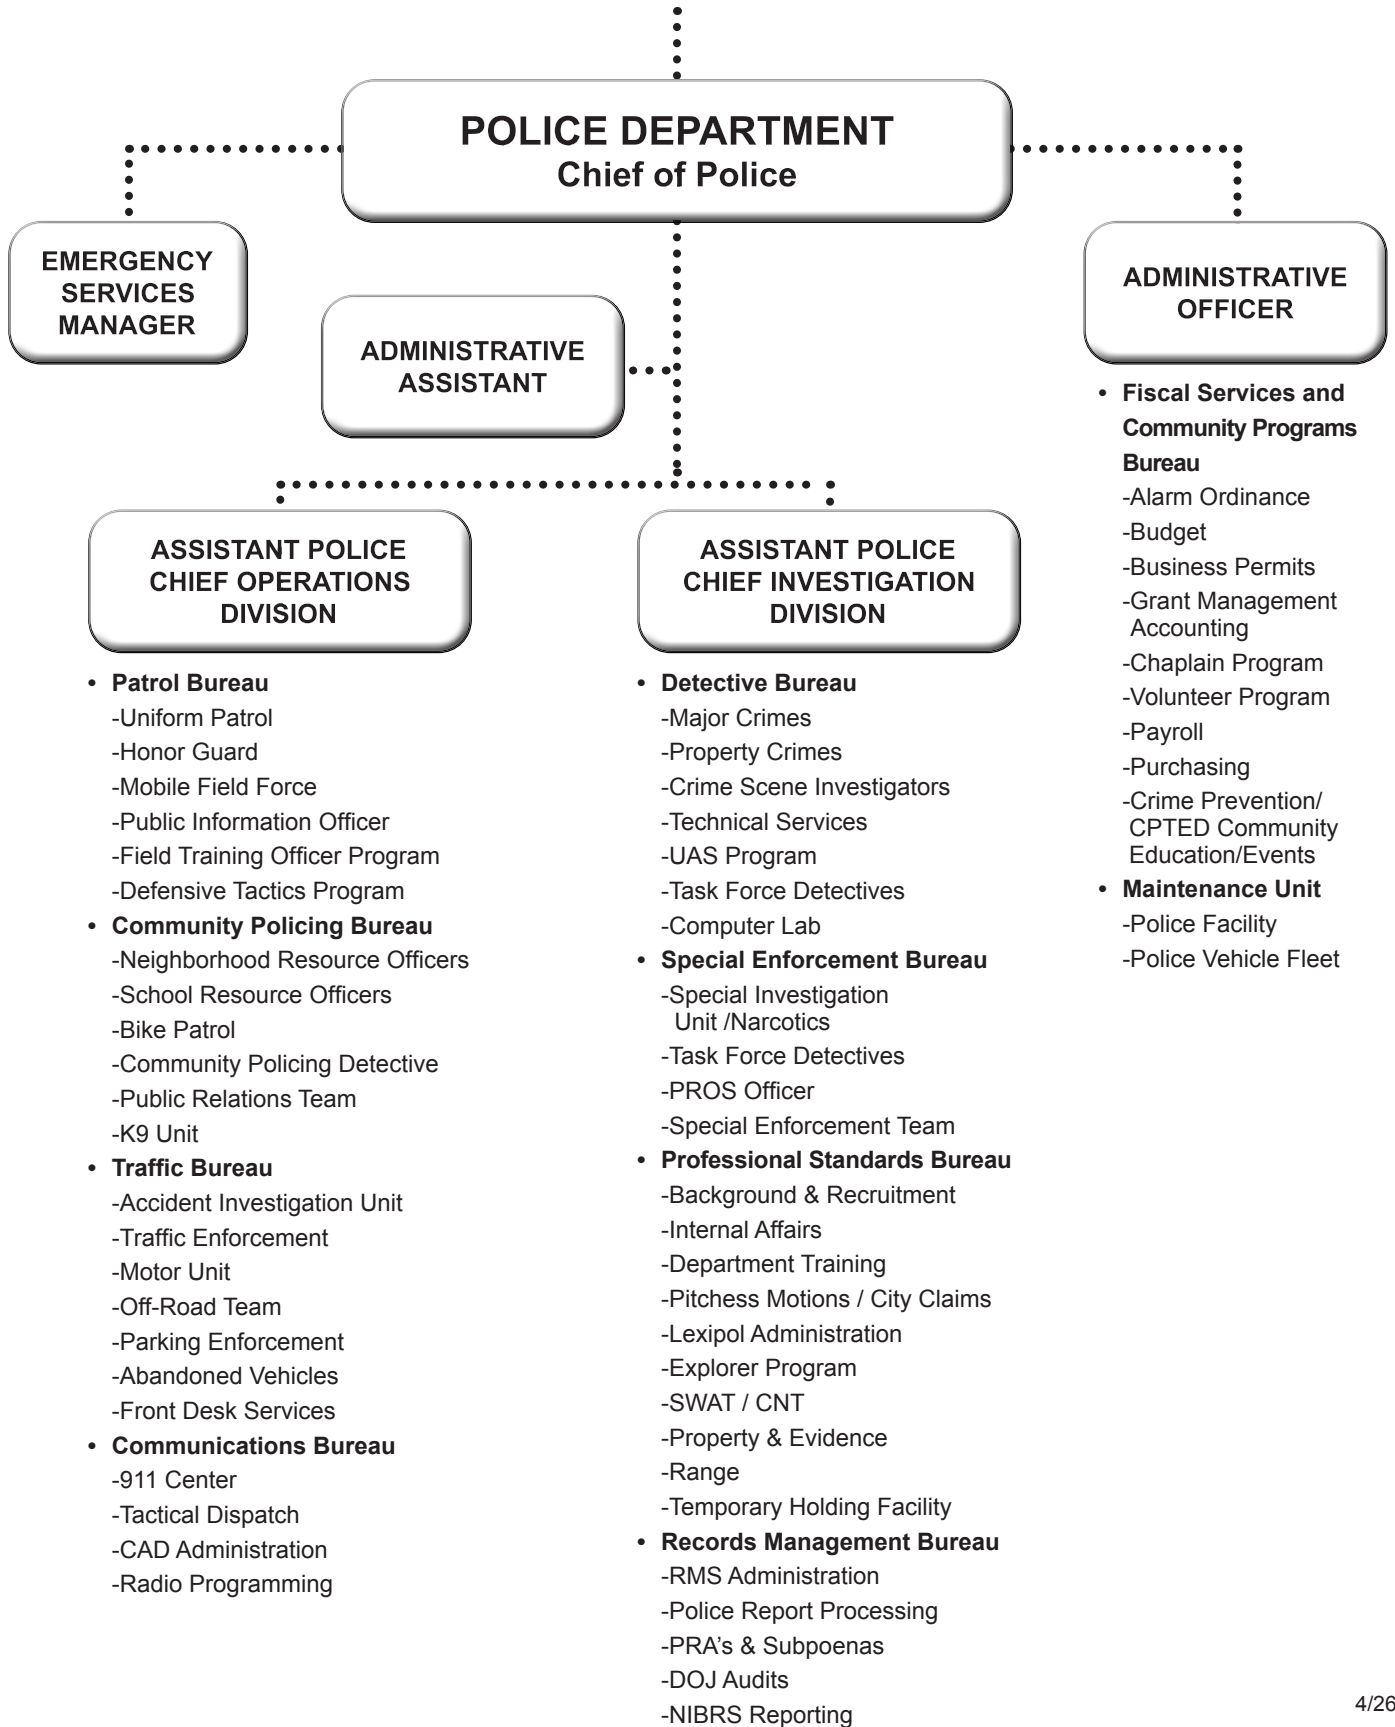 POLICE DEPARTMENT
Chief of Police
EMERGENCY
SERVICES
MANAGER
ADMINISTRATIVE
ASSISTANT
ADMINISTRATIVE
OFFICER
• Fiscal Services and
Community Programs
Bureau
-Alarm Ordinance
-Budget
-Business Permits
-Grant Management
Accounting
-Chaplain Program
-Volunteer Program
-Payroll
-Purchasing
-Crime Prevention/
CPTED Community
Education/Events
• Maintenance Unit
-Police Facility
-Police Vehicle Fleet
ASSISTANT POLICE
CHIEF OPERATIONS
DIVISION
• Patrol Bureau
-Uniform Patrol
-Honor Guard
-Mobile Field Force
-Public Information Officer
-Field Training Officer Program
-Defensive Tactics Program
• Community Policing Bureau
-Neighborhood Resource Officers
-School Resource Officers
-Bike Patrol
-Community Policing Detective
-Public Relations Team
-K9 Unit
• Traffic Bureau
-Accident Investigation Unit
-Traffic Enforcement
-Motor Unit
-Off-Road Team
-Parking Enforcement
-Abandoned Vehicles
-Front Desk Services
• Communications Bureau
-911 Center
-Tactical Dispatch
-CAD Administration
-Radio Programming
ASSISTANT POLICE
CHIEF INVESTIGATION
DIVISION
• Detective Bureau
-Major Crimes
-Property Crimes
-Crime Scene Investigators
-Technical Services
-UAS Program
-Task Force Detectives
-Computer Lab
• Special Enforcement Bureau
-Special Investigation
Unit /Narcotics
-Task Force Detectives
-PROS Officer
-Special Enforcement Team
• Professional Standards Bureau
-Background & Recruitment
-Internal Affairs
-Department Training
-Pitchess Motions / City Claims
-Lexipol Administration
-Explorer Program
-SWAT / CNT
-Property & Evidence
-Range
-Temporary Holding Facility
• Records Management Bureau
-RMS Administration
-Police Report Processing
-PRA's & Subpoenas
-DOJ Audits
-NIBRS Reporting
4/26